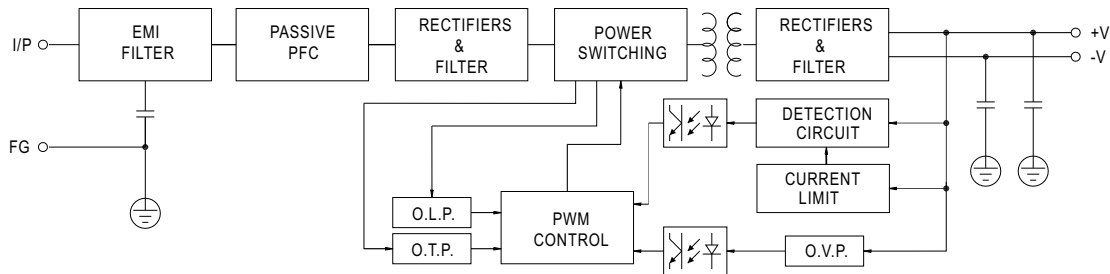 I/P
EMI
FILTER
PASSIVE
PFC
RECTIFIERS
&
FILTER
POWER
SWITCHING
RECTIFIERS
&
FILTER
+V
-V
FG
DETECTION
CIRCUIT
CURRENT
LIMIT
O.L.P.
O.T.P.
PWM
CONTROL
O.V.P.